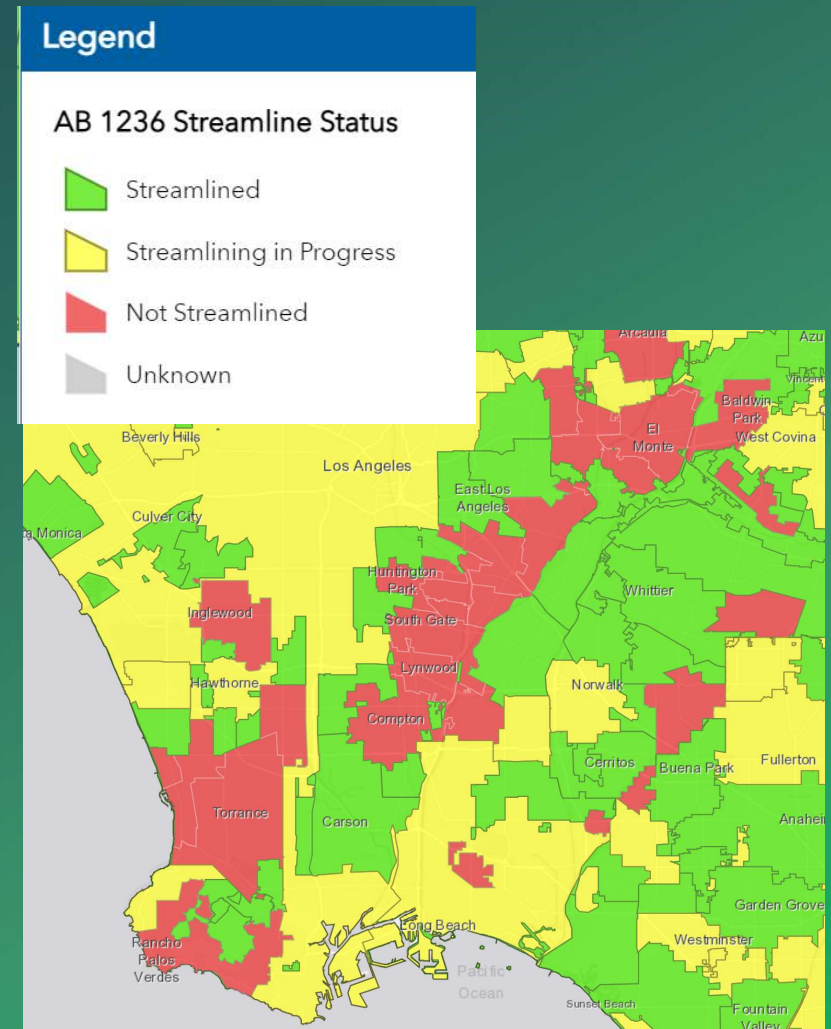 Legend
AB 1236 Streamline Status
Streamlined
Streamlining in Progress
Not Streamlined
Unknown
Arcadia
Azu
Vincent
Baldwin
Park
Beverly Hills
El
Monte
West Covina
Los Angeles
East Los
Angeles
Culver City
a Monica
Huntington
Park
Whittier
Inglewood
South Gate
Lynwood
Hawthorne
Norwalk
Compton
Cerritos
Buena Park
Fullerton
Torrance
Carson
Anahei
Garden Grove
Long Beach
Westminster
Rancho
Palos
Verdes
Pacific
Ocean
Sunset Beach
Fountain
Valley